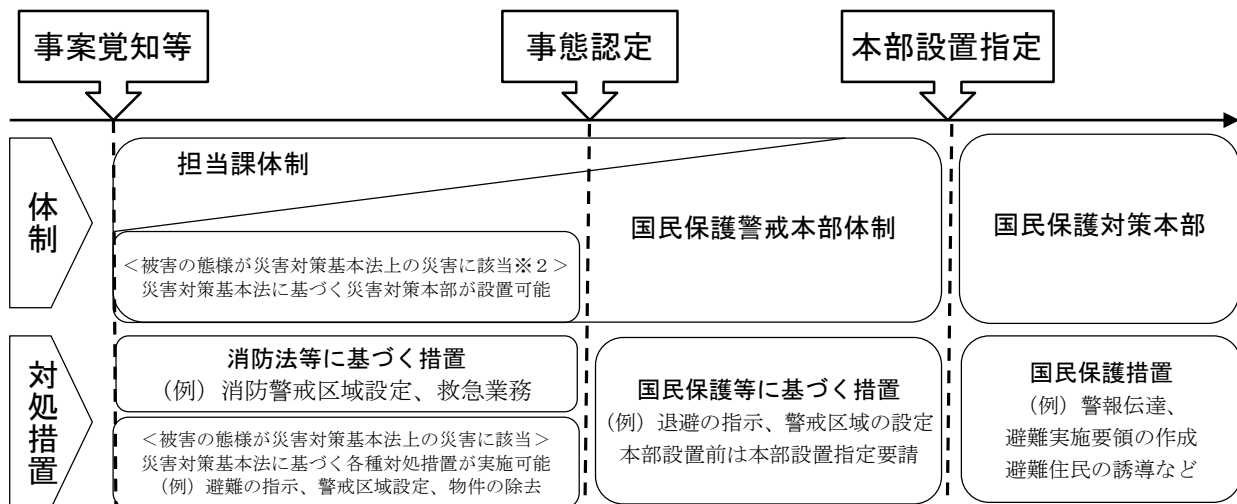 事案覚知等
事態認定
本部設置指定
体制
担当課体制
<被害の態様が災害対策基本法上の災害に該当※2>
災害対策基本法に基づく災害対策本部が設置可能
国民保護警戒本部体制
国民保護対策本部
対処措置
消防法等に基づく措置
(例)消防警戒区域設定、救急業務
<被害の態様が災害対策基本法上の災害に該当>
災害対策基本法に基づく各種対処措置が実施可能
(例)避難の指示、警戒区域設定、物件の除去
国民保護等に基づく措置
(例)退避の指示、警戒区域の設定
本部設置前は本部設置指定要請
国民保護措置
(例)警報伝達、
避難実施要領の作成
避難住民の誘導など